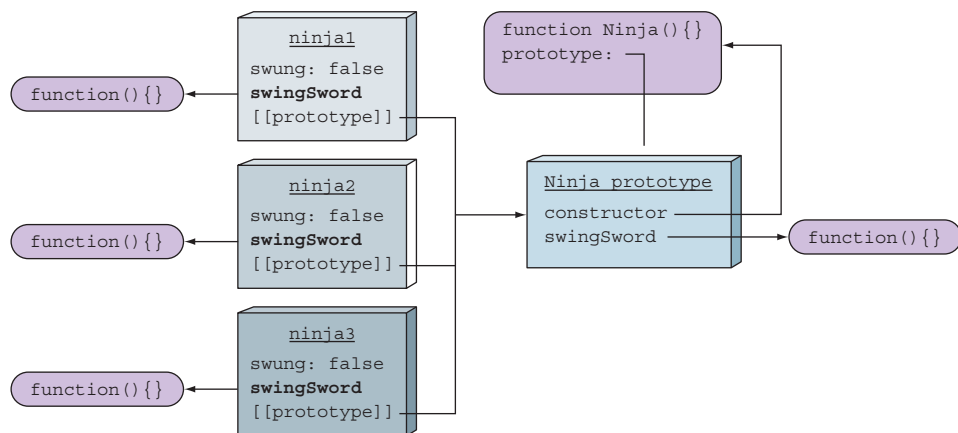 ninja1
swung: false
swingSword
[[prototype]]
function(){}
ninja2
swung: false
swingSword
[[prototype]]
function(){}
ninja3
swung: false
swingSword
[[prototype]]
function(){}
function Ninja(){}
prototype:
Ninja prototype
constructor
swingSword
function(){}